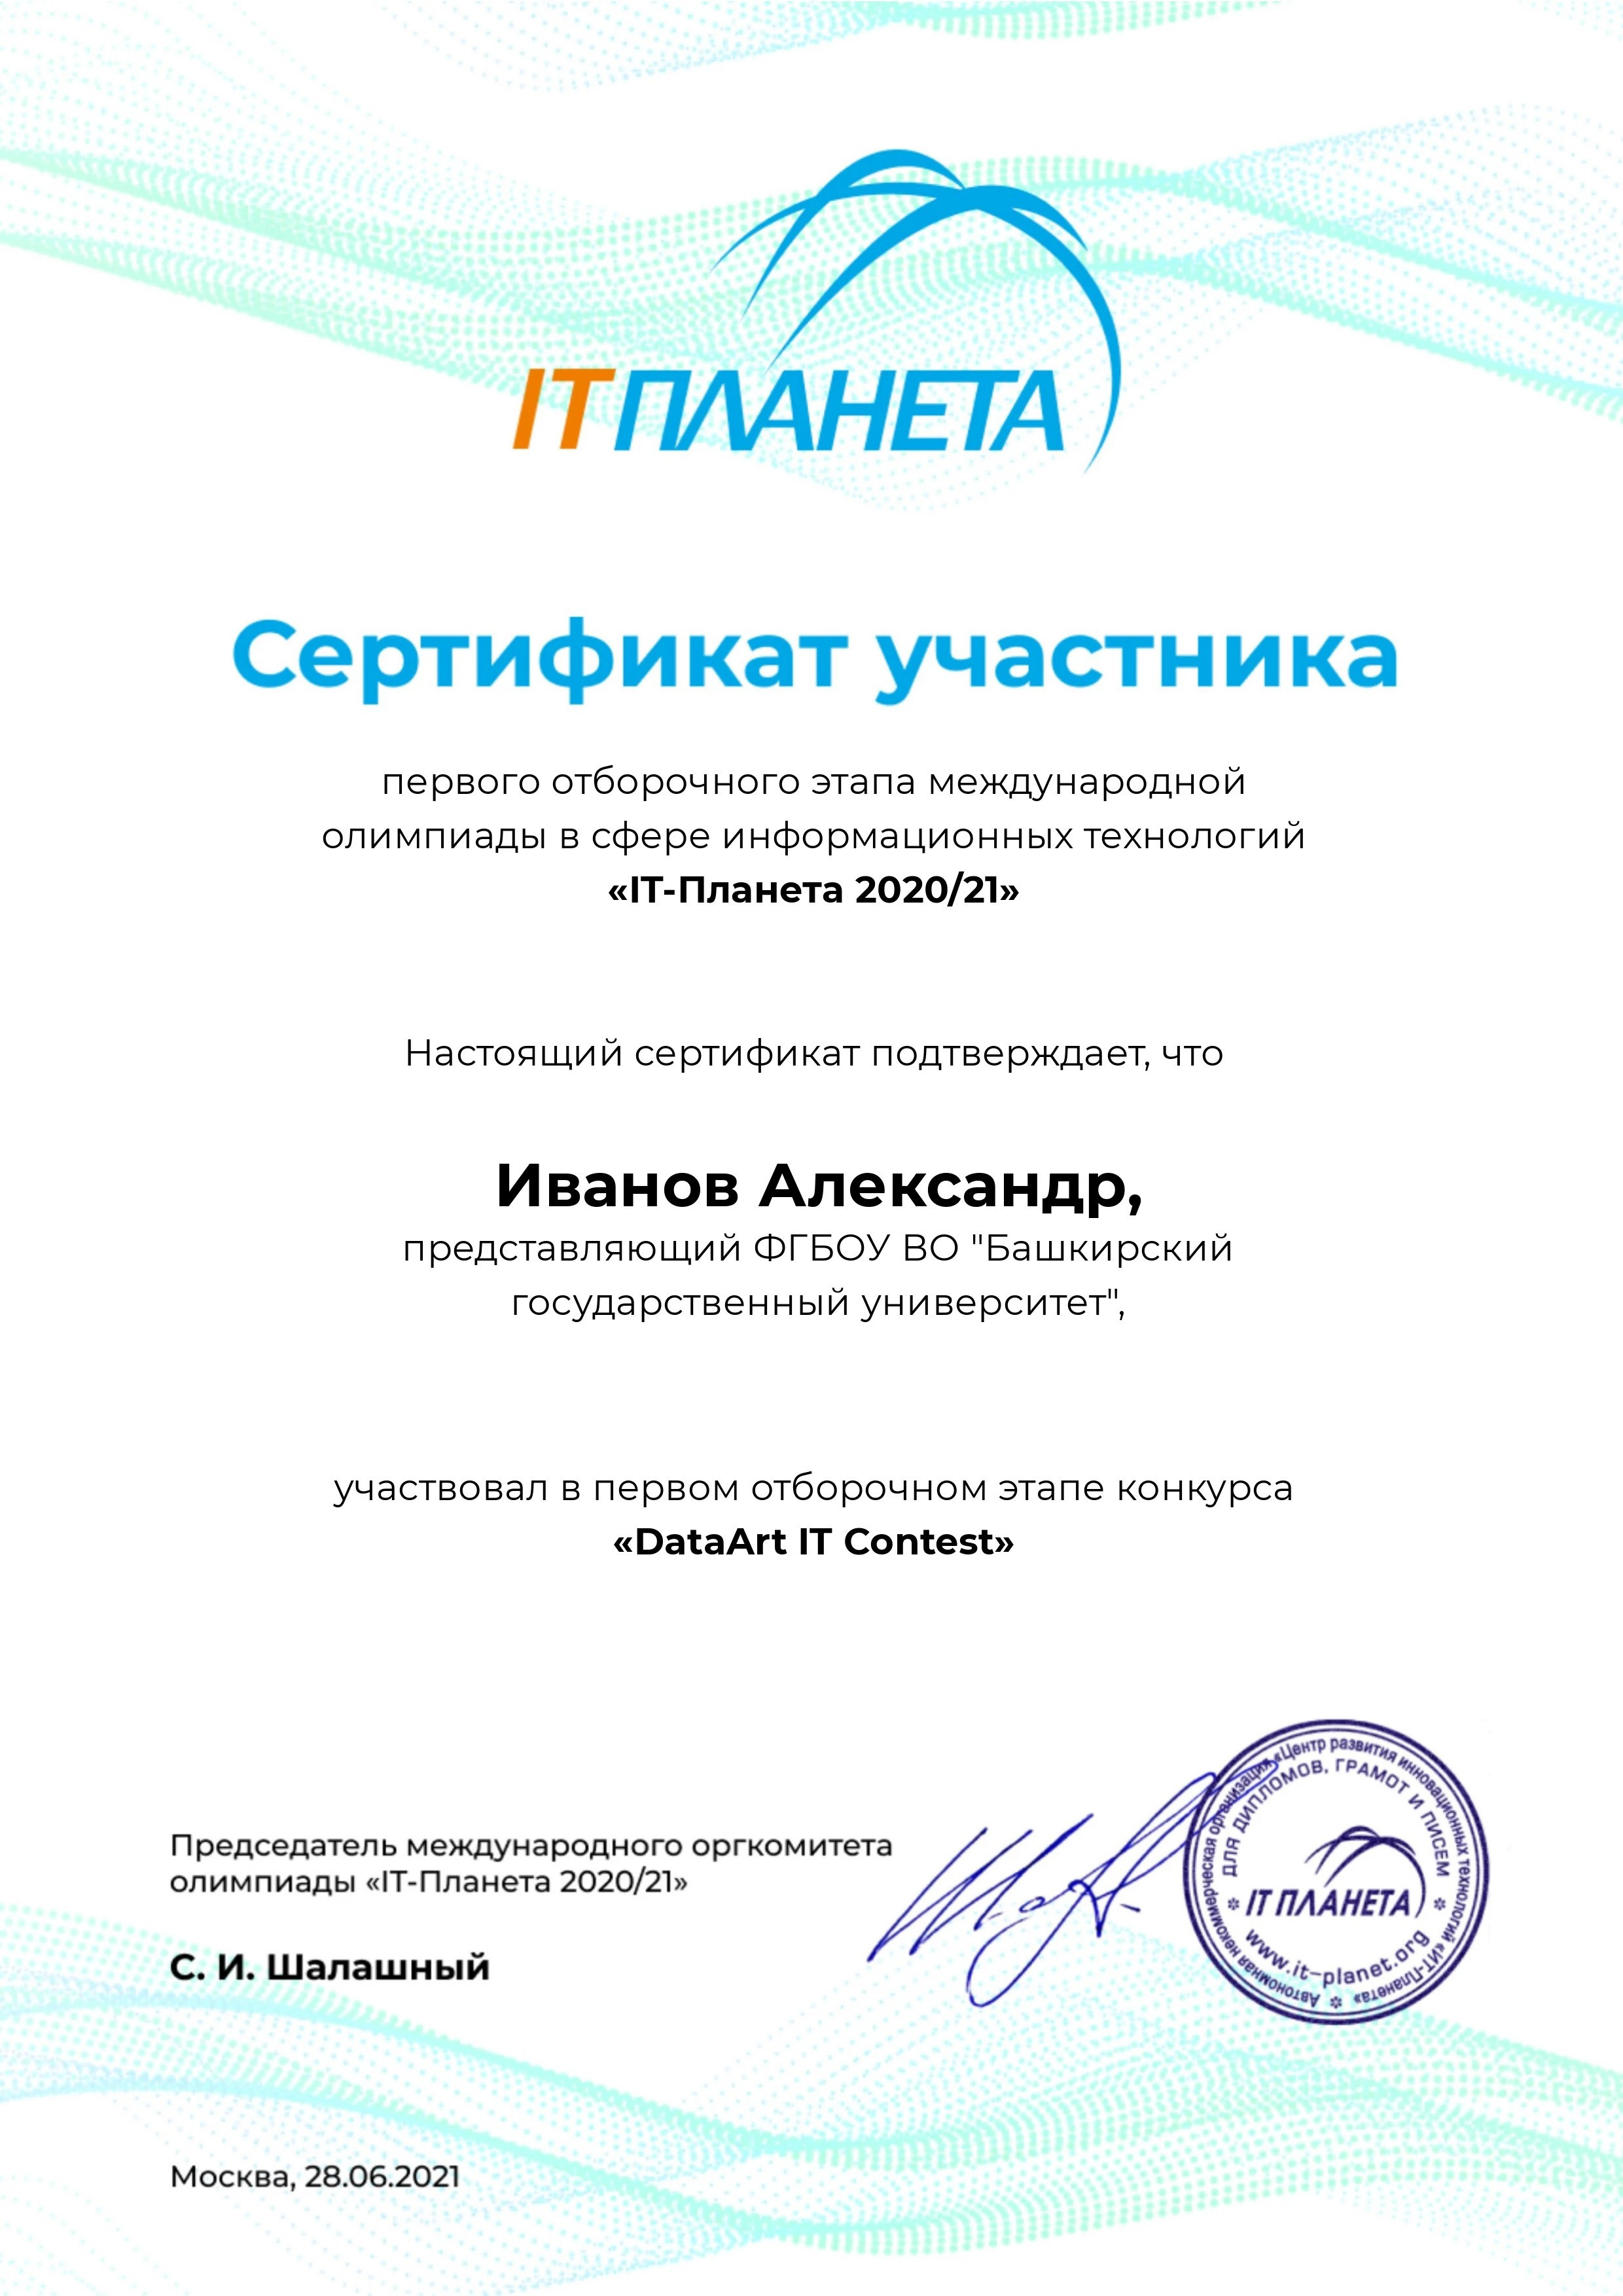 IT ПЛАНЕТА
Сертификат участника
первого отборочного этапа международной
олимпиады в сфере информационных технологий
«IT-Планета 2020/21»
Настоящий сертификат подтверждает, что
Иванов Александр,
представляющий ФГБОУ ВО "Башкирский
государственный университет",
участвовал в первом отборочном этапе конкурса
«DataArt IT Contest»
Председатель международного оргкомитета
олимпиады «IT-Планета 2020/21»
С. И. Шалашный
Автономная некоммерческая организация «Центр развития инновационных технологий «ИТ-Планета»
ДЛЯ ДИПЛОМОВ, ГРАМОТ И ПИСЕМ
IT ПЛАНЕТА
www.it-planet.org
Москва, 28.06.2021